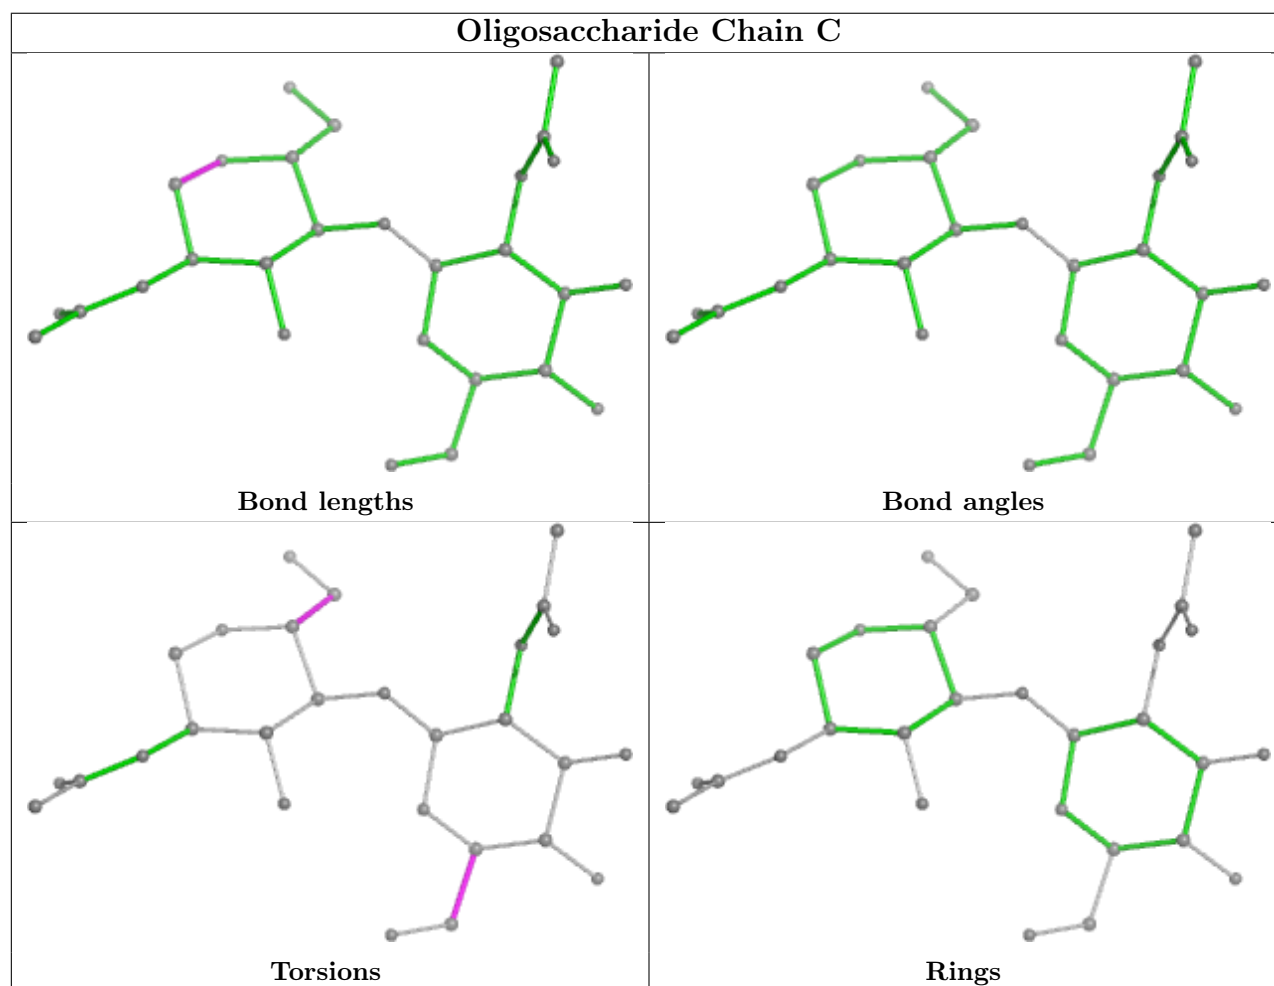 Oligosaccharide Chain C
Bond lengths
Bond angles
Torsions
Rings